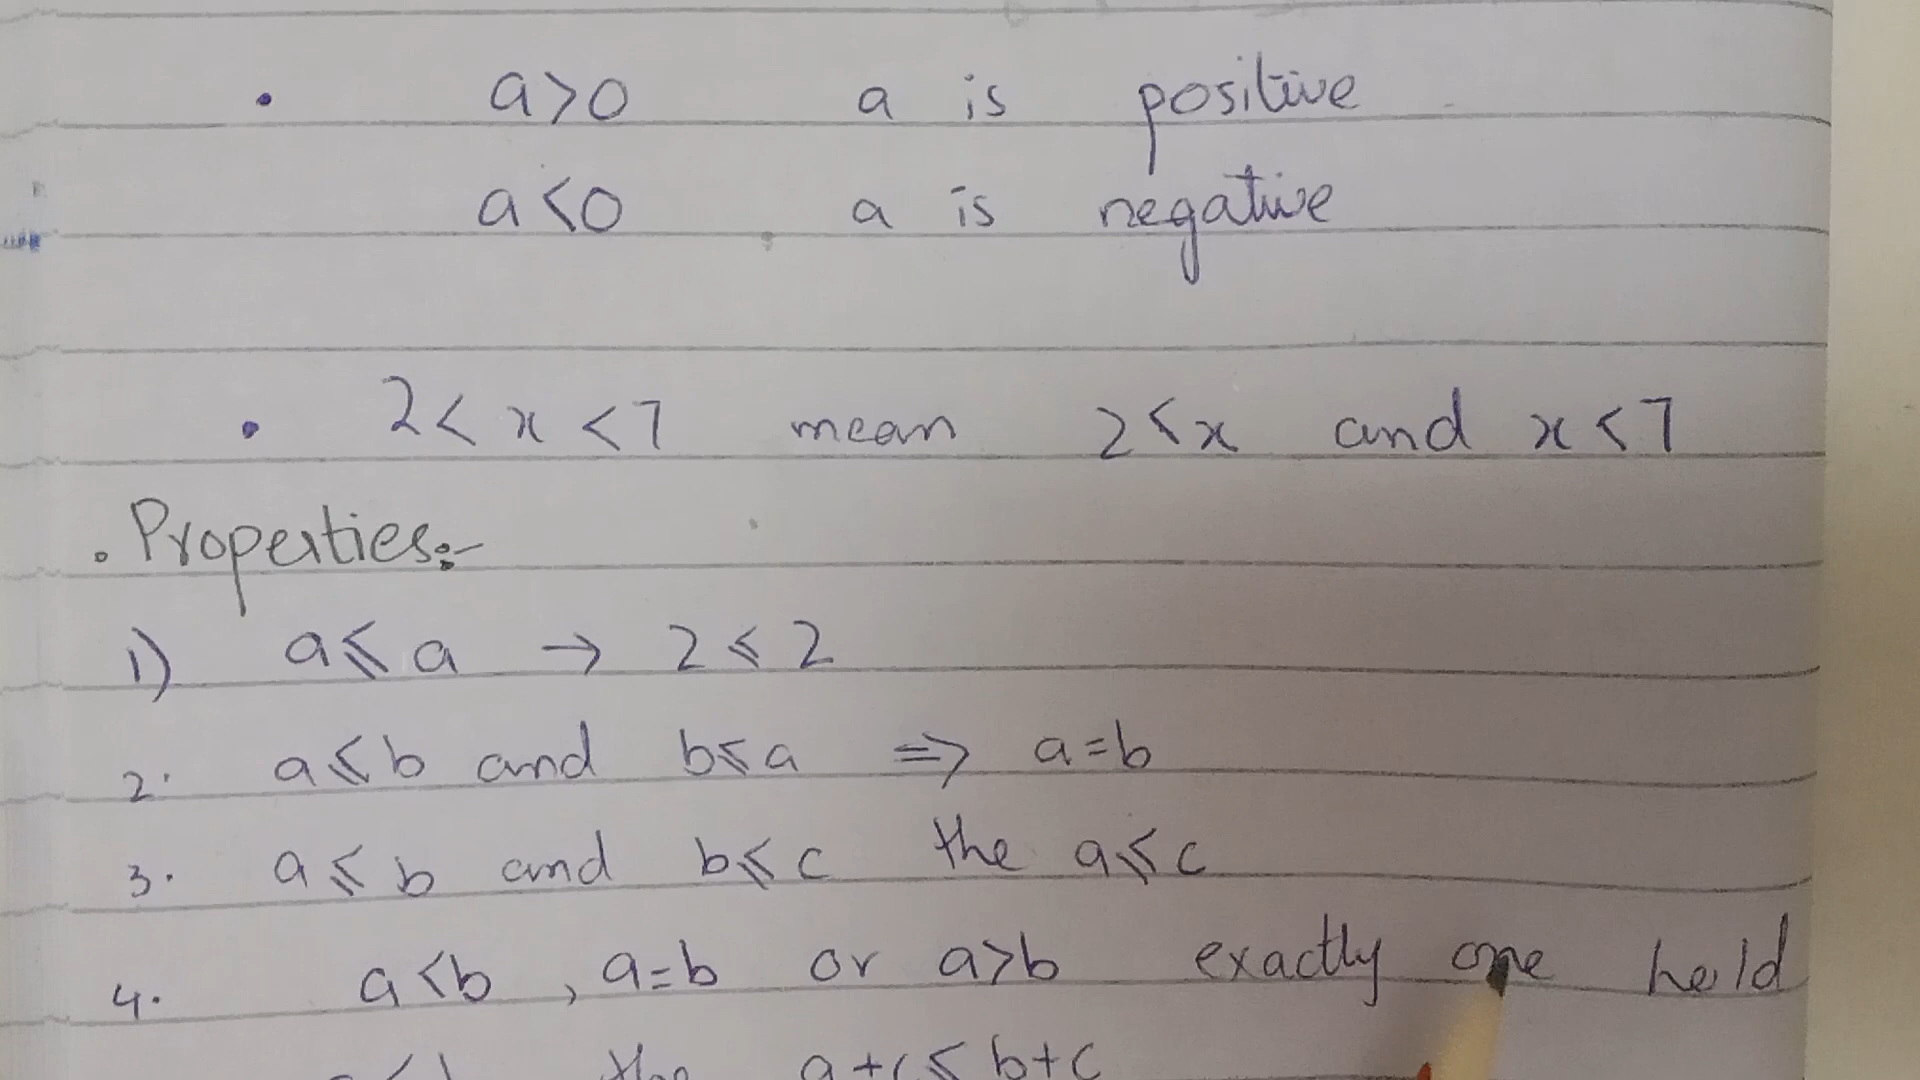 • a>0 a is positive
a<0 a is negative
• 2<x<7 mean 2<x and x<7
. Properties:-
1) a⩽a → 2⩽2
2. a⩽b and b⩽a ⇒ a=b
3. a⩽b and b⩽c the a⩽c
4. a<b, a=b or a>b exactly one hold
a+c⩽b+c